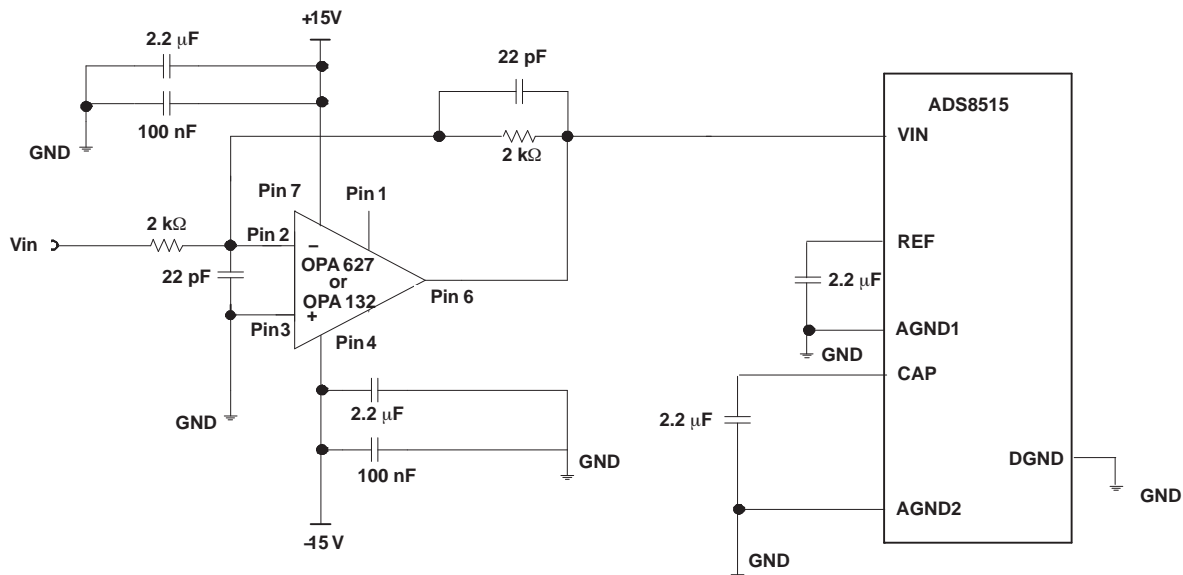 +15V
2.2 μF
22 pF
ADS8515
100 nF
GND
2 kΩ
VIN
Pin 7
Pin 1
2 kΩ
Vin
Pin 2
–
REF
OPA 627
or
OPA 132
22 pF
2.2 μF
Pin 6
+
Pin3
Pin 4
AGND1
GND
CAP
2.2 μF
GND
2.2 μF
100 nF
GND
DGND
GND
AGND2
–15 V
GND